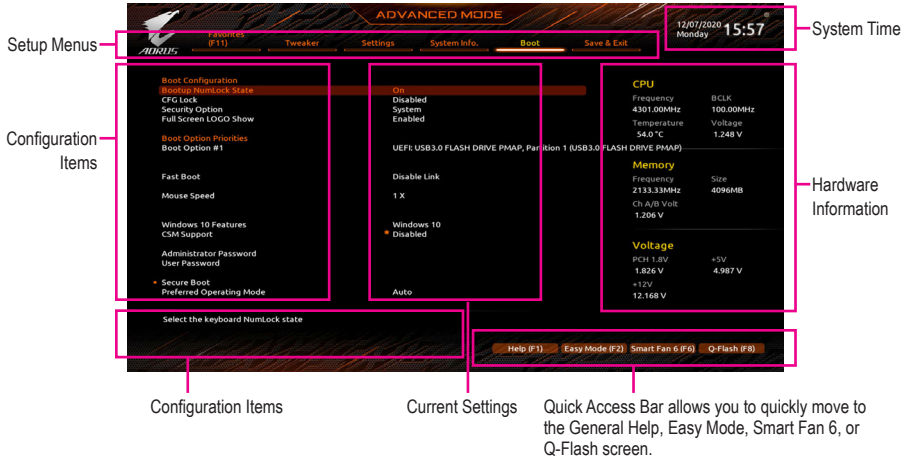 ADVANCED MODE
12/07/2020 Monday 15:57
System Time
Setup Menus
AORUS
Favorites (F11) Tweaker Settings System Info. Boot Save & Exit
Boot Configuration
Bootup NumLock State On
CFG Lock Disabled
Security Option System
Full Screen LOGO Show Enabled
Boot Option Priorities
Boot Option #1 UEFI: USB3.0 FLASH DRIVE PMAP, Partition 1 (USB3.0 FLASH DRIVE PMAP)
Fast Boot Disable Link
Mouse Speed 1 X
Windows 10 Features Windows 10
CSM Support * Disabled
Administrator Password
User Password
* Secure Boot
Preferred Operating Mode Auto
Configuration
Items
CPU
Frequency BCLK
4301.00MHz 100.00MHz
Temperature Voltage
54.0 °C 1.248 V
Memory
Frequency Size
2133.33MHz 4096MB
Ch A/B Volt
1.206 V
Voltage
PCH 1.8V +5V
1.826 V 4.987 V
+12V
12.168 V
Hardware
Information
Select the keyboard NumLock state
Help (F1) Easy Mode (F2) Smart Fan 6 (F6) Q-Flash (F8)
Configuration Items
Current Settings
Quick Access Bar allows you to quickly move to
the General Help, Easy Mode, Smart Fan 6, or
Q-Flash screen.